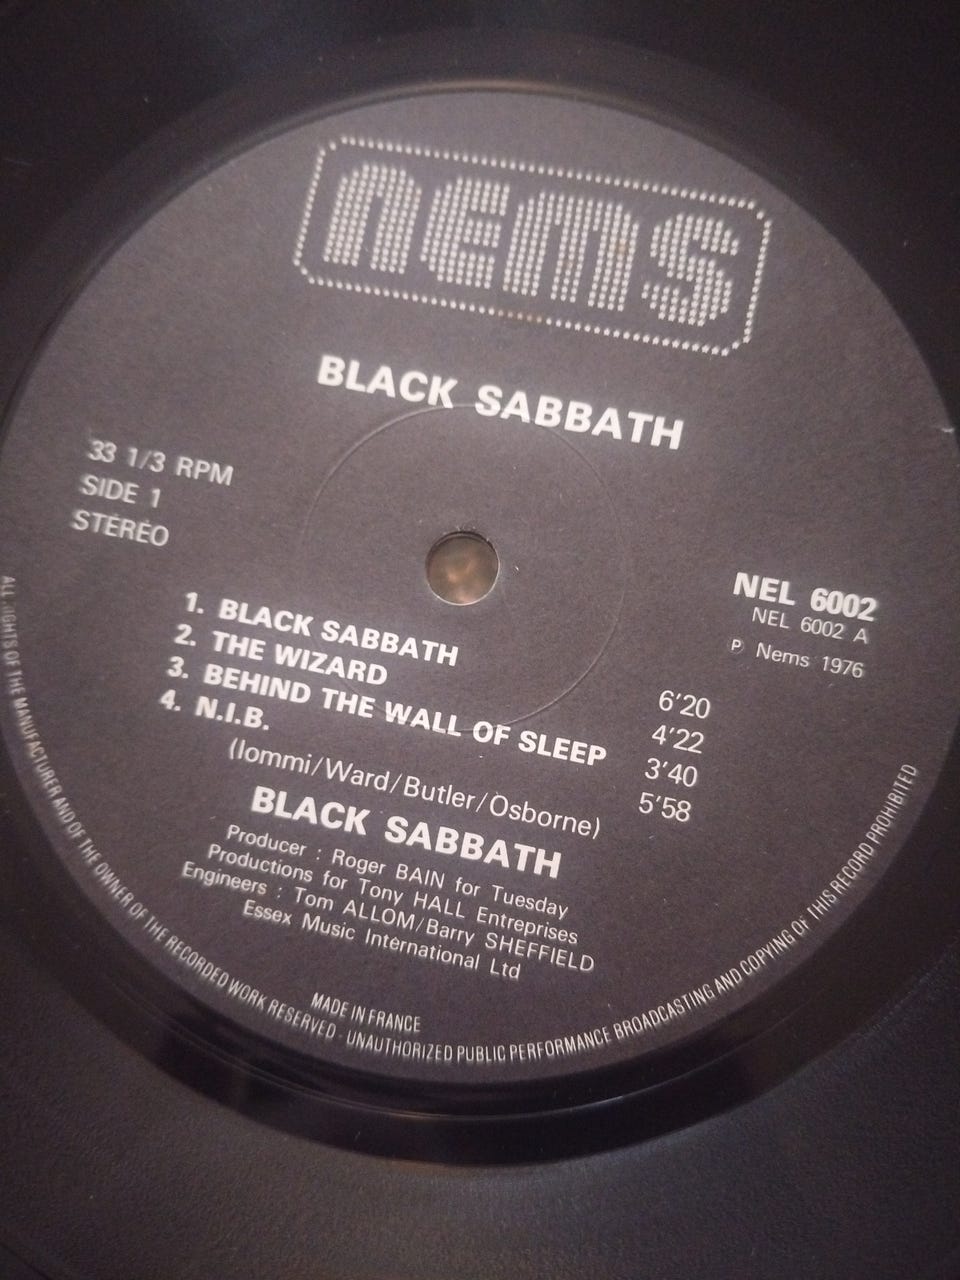 nems
BLACK SABBATH
33 1/3 RPM
SIDE 1
STÉRÉO
NEL 6002
NEL 6002 A
℗ Nems 1976
1. BLACK SABBATH 6'20
2. THE WIZARD 4'22
3. BEHIND THE WALL OF SLEEP 3'40
4. N.I.B. 5'58
(Iommi/Ward/Butler/Osborne)
BLACK SABBATH
Producer : Roger BAIN for Tuesday
Productions for Tony HALL Entreprises
Engineers : Tom ALLOM/Barry SHEFFIELD
Essex Music International Ltd
MADE IN FRANCE
ALL RIGHTS OF THE MANUFACTURER AND OF THE OWNER OF THE RECORDED WORK RESERVED - UNAUTHORIZED PUBLIC PERFORMANCE BROADCASTING AND COPYING OF THIS RECORD PROHIBITED